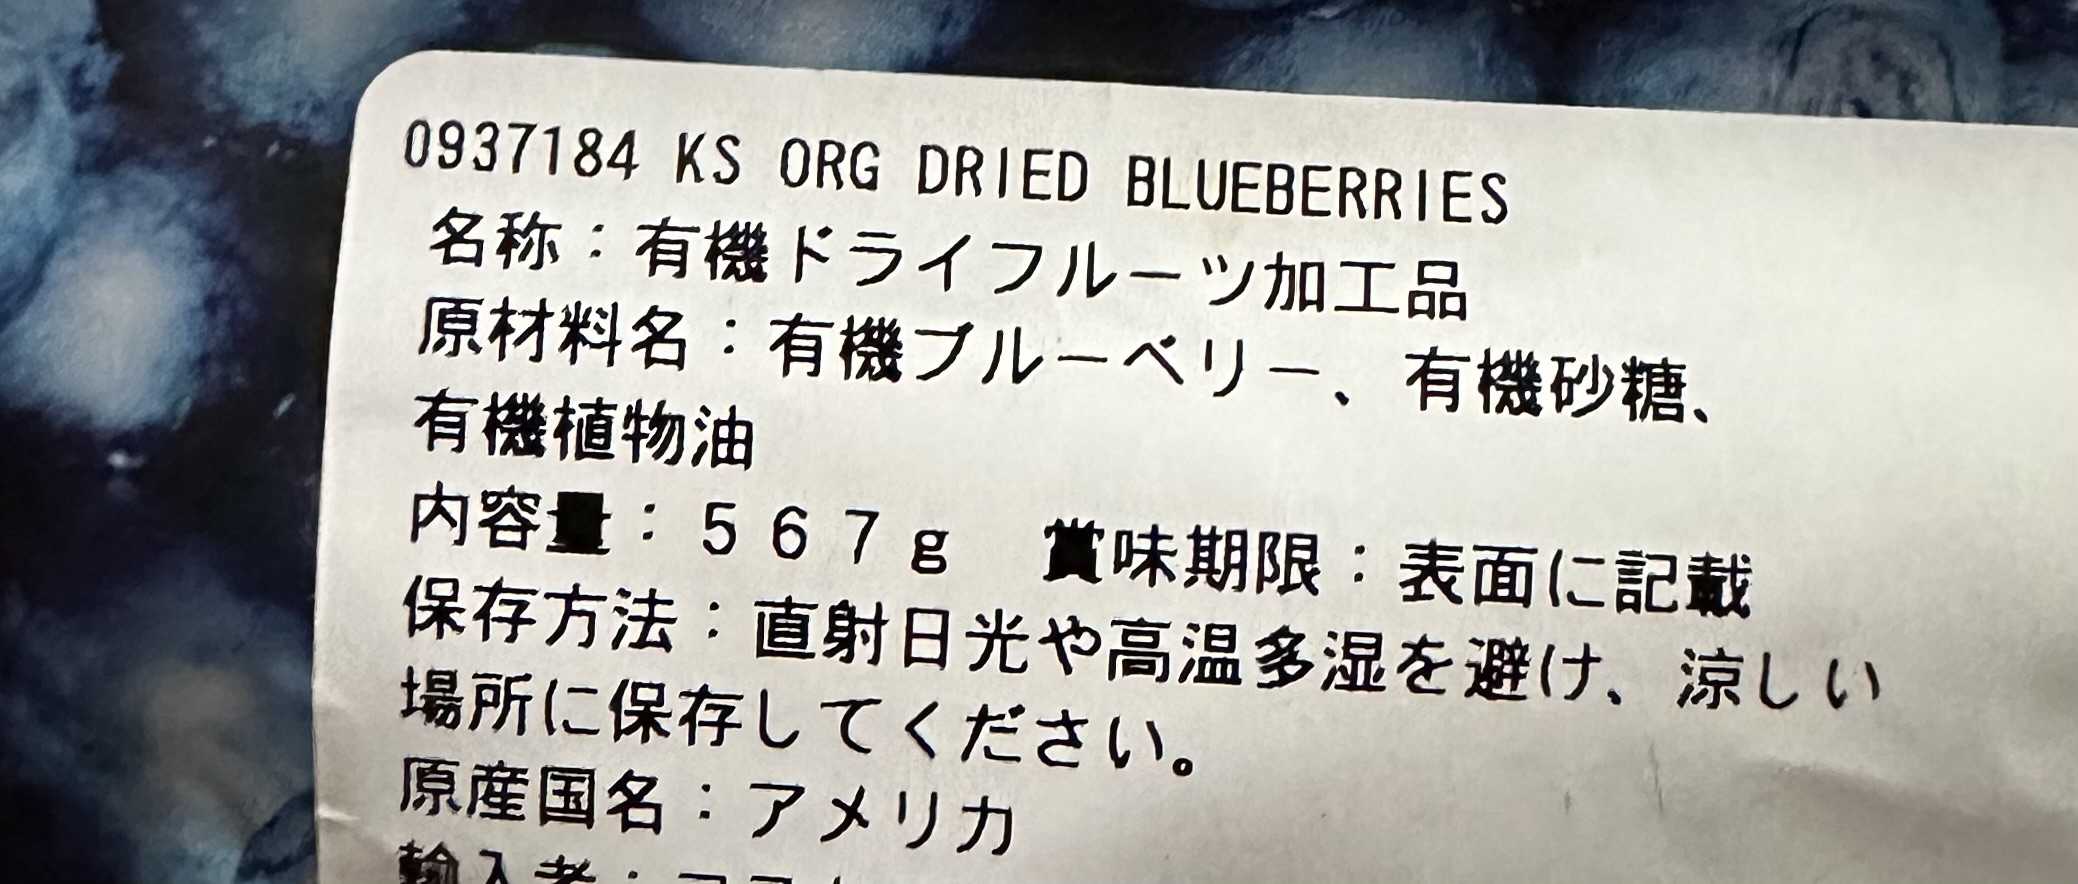 0937184 KS ORG DRIED BLUEBERRIES
名称：有機ドライフルーツ加工品
原材料名：有機ブルーベリー、有機砂糖、
有機植物油
内容量：５６７ｇ　賞味期限：表面に記載
保存方法：直射日光や高温多湿を避け、涼しい
場所に保存してください。
原産国名：アメリカ
輸入者：